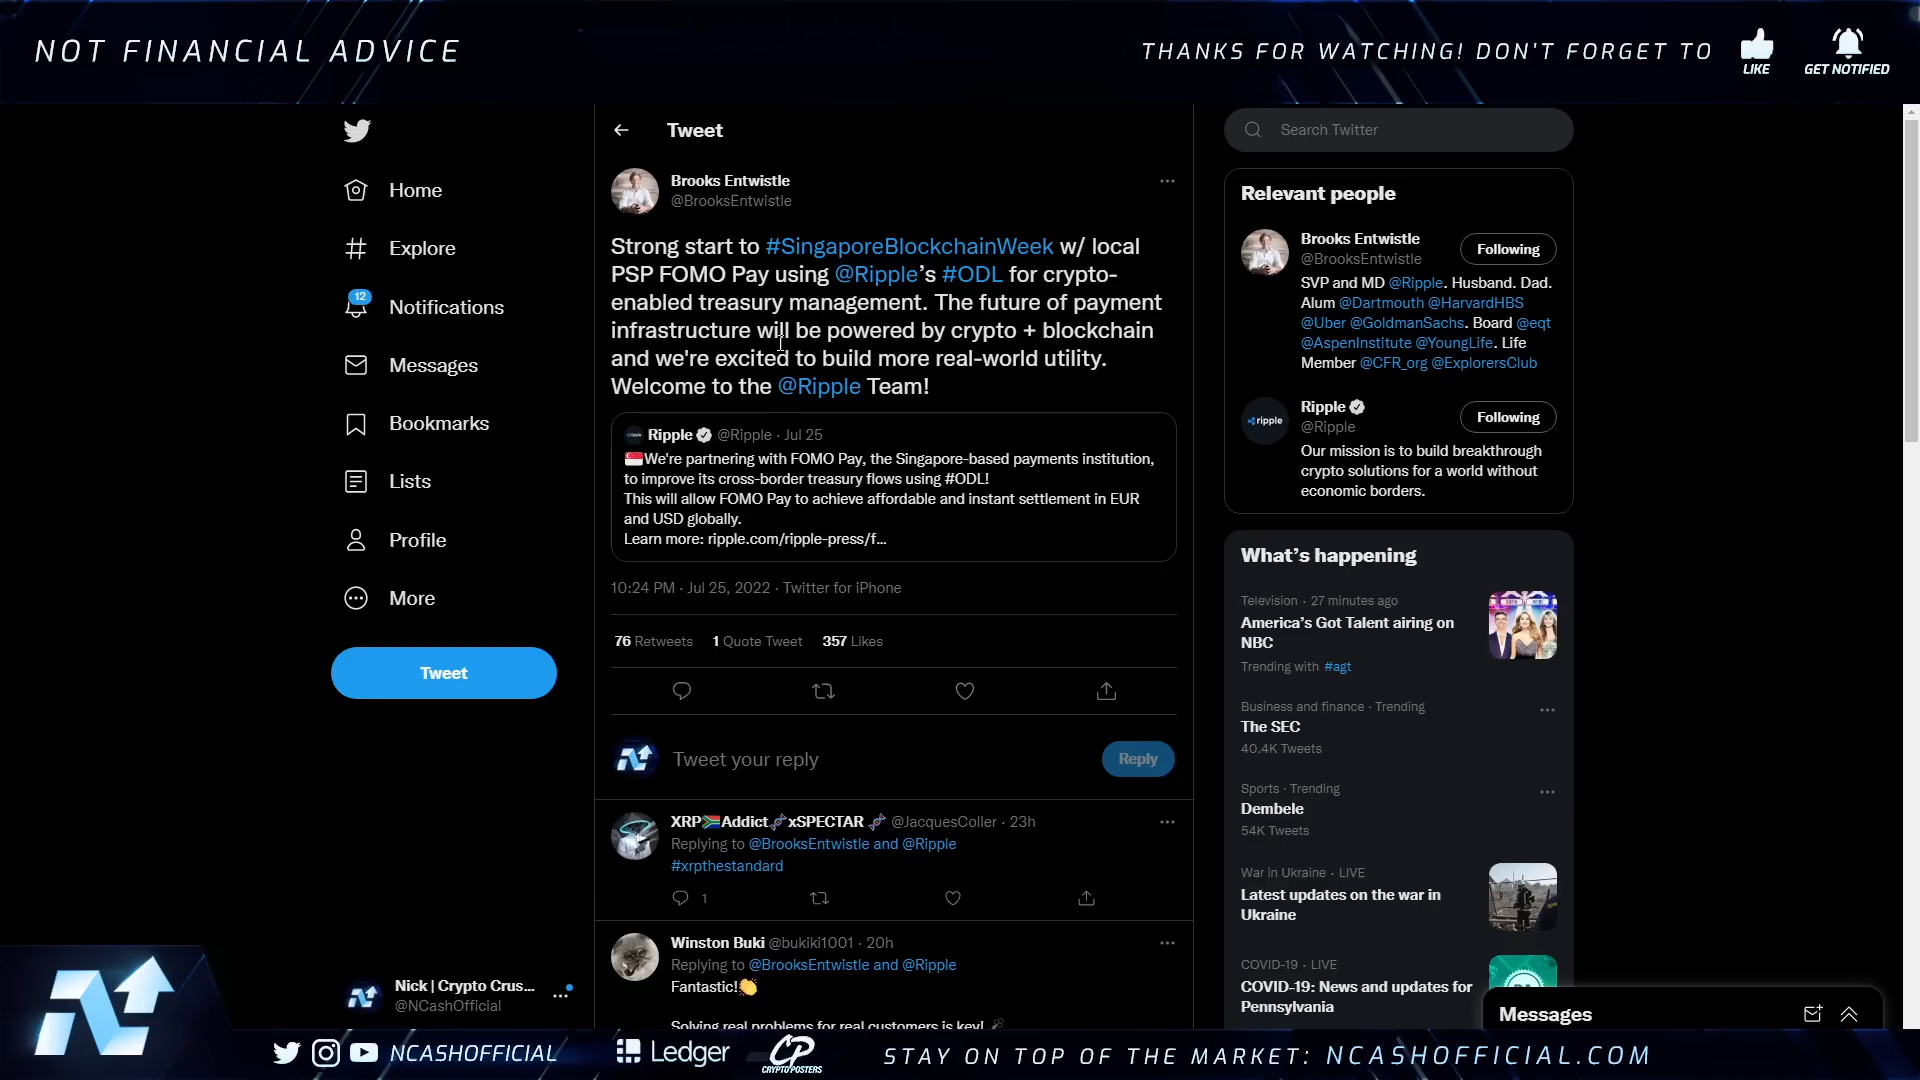 NOT FINANCIAL ADVICE
THANKS FOR WATCHING! DON'T FORGET TO
LIKE
GET NOTIFIED
Home
Explore
12
Notifications
Messages
Bookmarks
Lists
Profile
More
Tweet
Nick | Crypto Crus...
@NCashOfficial
Tweet
Brooks Entwistle
@BrooksEntwistle
Strong start to #SingaporeBlockchainWeek w/ local
PSP FOMO Pay using @Ripple's #ODL for crypto-
enabled treasury management. The future of payment
infrastructure will be powered by crypto + blockchain
and we're excited to build more real-world utility.
Welcome to the @Ripple Team!
Ripple @Ripple · Jul 25
We're partnering with FOMO Pay, the Singapore-based payments institution,
to improve its cross-border treasury flows using #ODL!
This will allow FOMO Pay to achieve affordable and instant settlement in EUR
and USD globally.
Learn more: ripple.com/ripple-press/f...
10:24 PM · Jul 25, 2022 · Twitter for iPhone
76 Retweets 1 Quote Tweet 357 Likes
Tweet your reply
Reply
XRP Addict xSPECTAR @JacquesColler · 23h
Replying to @BrooksEntwistle and @Ripple
#xrpthestandard
1
Winston Buki @bukiki1001 · 20h
Replying to @BrooksEntwistle and @Ripple
Fantastic!
Solving real problems for real customers is key!
Search Twitter
Relevant people
Brooks Entwistle
@BrooksEntwistle
Following
SVP and MD @Ripple. Husband. Dad.
Alum @Dartmouth @HarvardHBS
@Uber @GoldmanSachs. Board @eqt
@AspenInstitute @YoungLife. Life
Member @CFR_org @ExplorersClub
ripple
Ripple
@Ripple
Following
Our mission is to build breakthrough
crypto solutions for a world without
economic borders.
What's happening
Television · 27 minutes ago
America's Got Talent airing on
NBC
Trending with #agt
Business and finance · Trending
The SEC
40.4K Tweets
Sports · Trending
Dembele
54K Tweets
War in Ukraine · LIVE
Latest updates on the war in
Ukraine
COVID-19 · LIVE
COVID-19: News and updates for
Pennsylvania
Messages
NCASHOFFICIAL
Ledger
CP
CRYPTO POSTERS
STAY ON TOP OF THE MARKET: NCASHOFFICIAL.COM